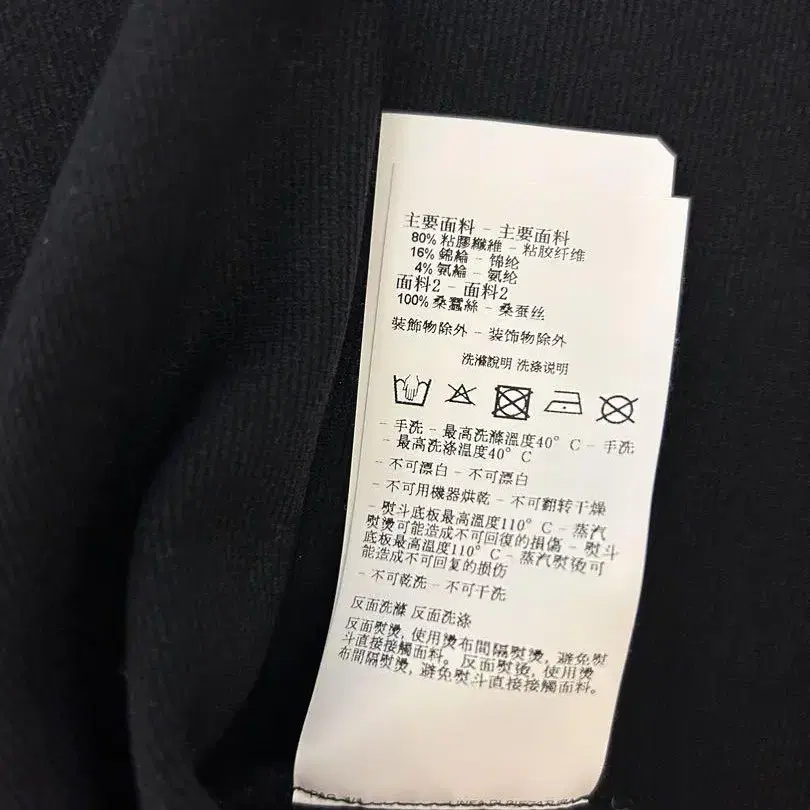 主要面料 - 主要面料
80% 粘膠纖維 - 粘胶纤维
16% 錦綸 - 锦纶
4% 氨綸 - 氨纶
面料2 - 面料2
100% 桑蠶絲 - 桑蚕丝
装飾物除外 - 装饰物除外
洗滌說明 洗涤说明
- 手洗 - 最高洗滌溫度40° C - 手洗
- 最高洗涤温度40° C
- 不可漂白 - 不可漂白
- 不可用機器烘乾 - 不可翻转干燥
- 熨斗底板最高溫度110° C - 蒸汽
熨燙可能造成不可回復的損傷 - 熨斗
底板最高温度110° C - 蒸汽熨烫可
能造成不可回复的损伤
- 不可乾洗 - 不可干洗
反面洗滌 反面洗涤
反面熨燙, 使用燙布間隔熨燙, 避免熨
斗直接接觸面料。 反面熨烫, 使用烫
布間隔熨烫, 避免熨斗直接接觸面料。